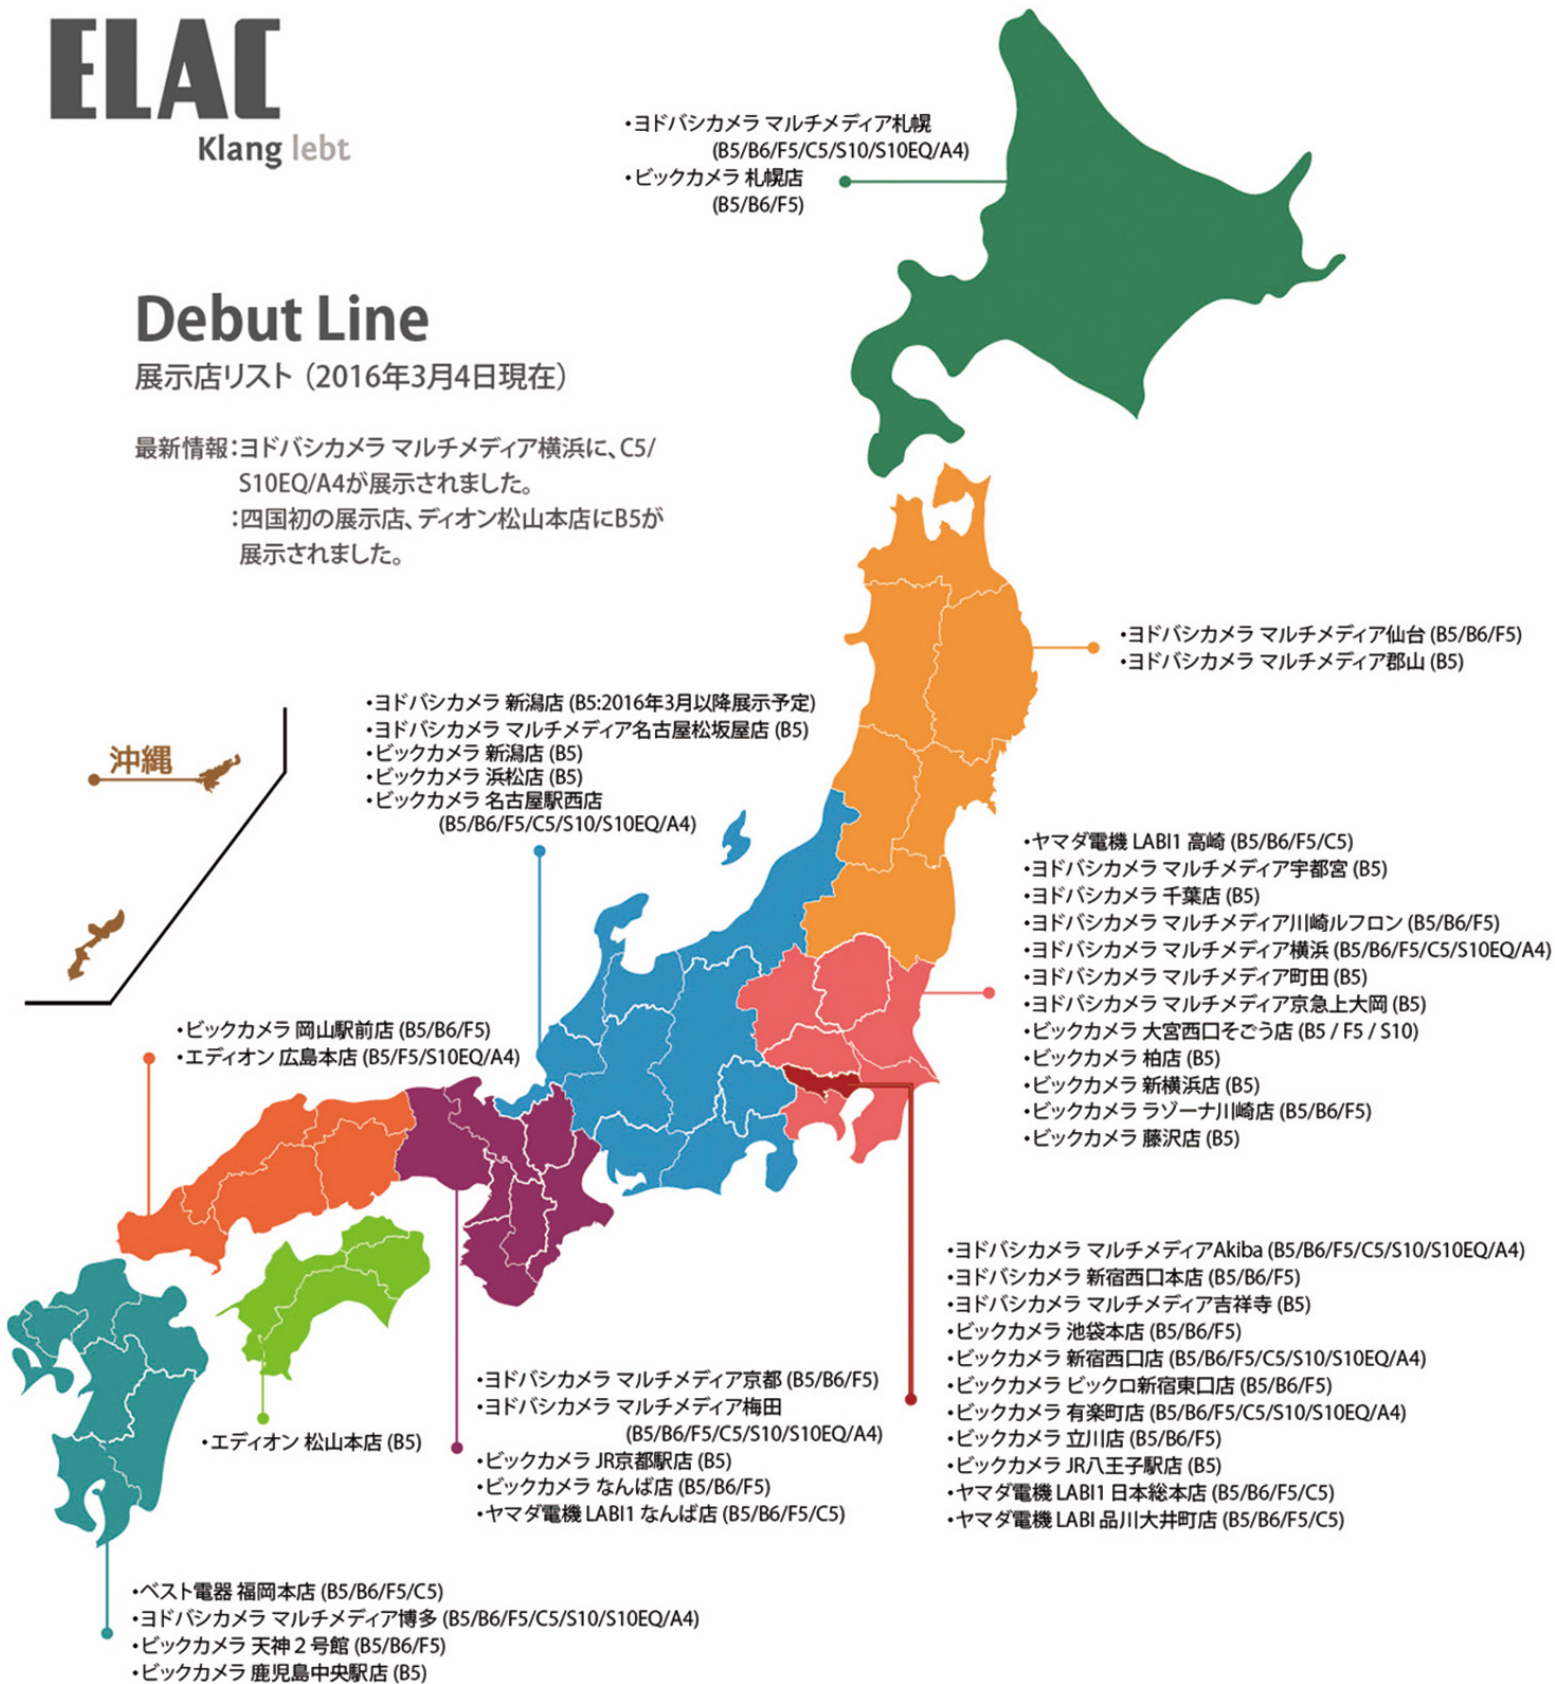 ELAC
Klang lebt
・ヨドバシカメラ マルチメディア札幌
(B5/B6/F5/C5/S10/S10EQ/A4)
・ビックカメラ 札幌店
(B5/B6/F5)
Debut Line
展示店リスト（2016年3月4日現在）
最新情報：ヨドバシカメラ マルチメディア横浜に、C5/
S10EQ/A4が展示されました。
：四国初の展示店、ディオン松山本店にB5が
展示されました。
・ヨドバシカメラ マルチメディア仙台 (B5/B6/F5)
・ヨドバシカメラ マルチメディア郡山 (B5)
・ヨドバシカメラ 新潟店 (B5:2016年3月以降展示予定)
・ヨドバシカメラ マルチメディア名古屋松坂屋店 (B5)
・ビックカメラ 新潟店 (B5)
・ビックカメラ 浜松店 (B5)
・ビックカメラ 名古屋駅西店
(B5/B6/F5/C5/S10/S10EQ/A4)
沖縄
・ヤマダ電機 LABI1 高崎 (B5/B6/F5/C5)
・ヨドバシカメラ マルチメディア宇都宮 (B5)
・ヨドバシカメラ 千葉店 (B5)
・ヨドバシカメラ マルチメディア川崎ルフロン (B5/B6/F5)
・ヨドバシカメラ マルチメディア横浜 (B5/B6/F5/C5/S10EQ/A4)
・ヨドバシカメラ マルチメディア町田 (B5)
・ヨドバシカメラ マルチメディア京急上大岡 (B5)
・ビックカメラ 大宮西口そごう店 (B5 / F5 / S10)
・ビックカメラ 柏店 (B5)
・ビックカメラ 新横浜店 (B5)
・ビックカメラ ラゾーナ川崎店 (B5/B6/F5)
・ビックカメラ 藤沢店 (B5)
・ビックカメラ 岡山駅前店 (B5/B6/F5)
・エディオン 広島本店 (B5/F5/S10EQ/A4)
・ヨドバシカメラ マルチメディアAkiba (B5/B6/F5/C5/S10/S10EQ/A4)
・ヨドバシカメラ 新宿西口本店 (B5/B6/F5)
・ヨドバシカメラ マルチメディア吉祥寺 (B5)
・ビックカメラ 池袋本店 (B5/B6/F5)
・ビックカメラ 新宿西口店 (B5/B6/F5/C5/S10/S10EQ/A4)
・ビックカメラ ビックロ新宿東口店 (B5/B6/F5)
・ビックカメラ 有楽町店 (B5/B6/F5/C5/S10/S10EQ/A4)
・ビックカメラ 立川店 (B5/B6/F5)
・ビックカメラ JR八王子駅店 (B5)
・ヤマダ電機 LABI1 日本総本店 (B5/B6/F5/C5)
・ヤマダ電機 LABI 品川大井町店 (B5/B6/F5/C5)
・ヨドバシカメラ マルチメディア京都 (B5/B6/F5)
・ヨドバシカメラ マルチメディア梅田
(B5/B6/F5/C5/S10/S10EQ/A4)
・ビックカメラ JR京都駅店 (B5)
・ビックカメラ なんば店 (B5/B6/F5)
・ヤマダ電機 LABI1 なんば店 (B5/B6/F5/C5)
・エディオン 松山本店 (B5)
・ベスト電器 福岡本店 (B5/B6/F5/C5)
・ヨドバシカメラ マルチメディア博多 (B5/B6/F5/C5/S10/S10EQ/A4)
・ビックカメラ 天神２号館 (B5/B6/F5)
・ビックカメラ 鹿児島中央駅店 (B5)